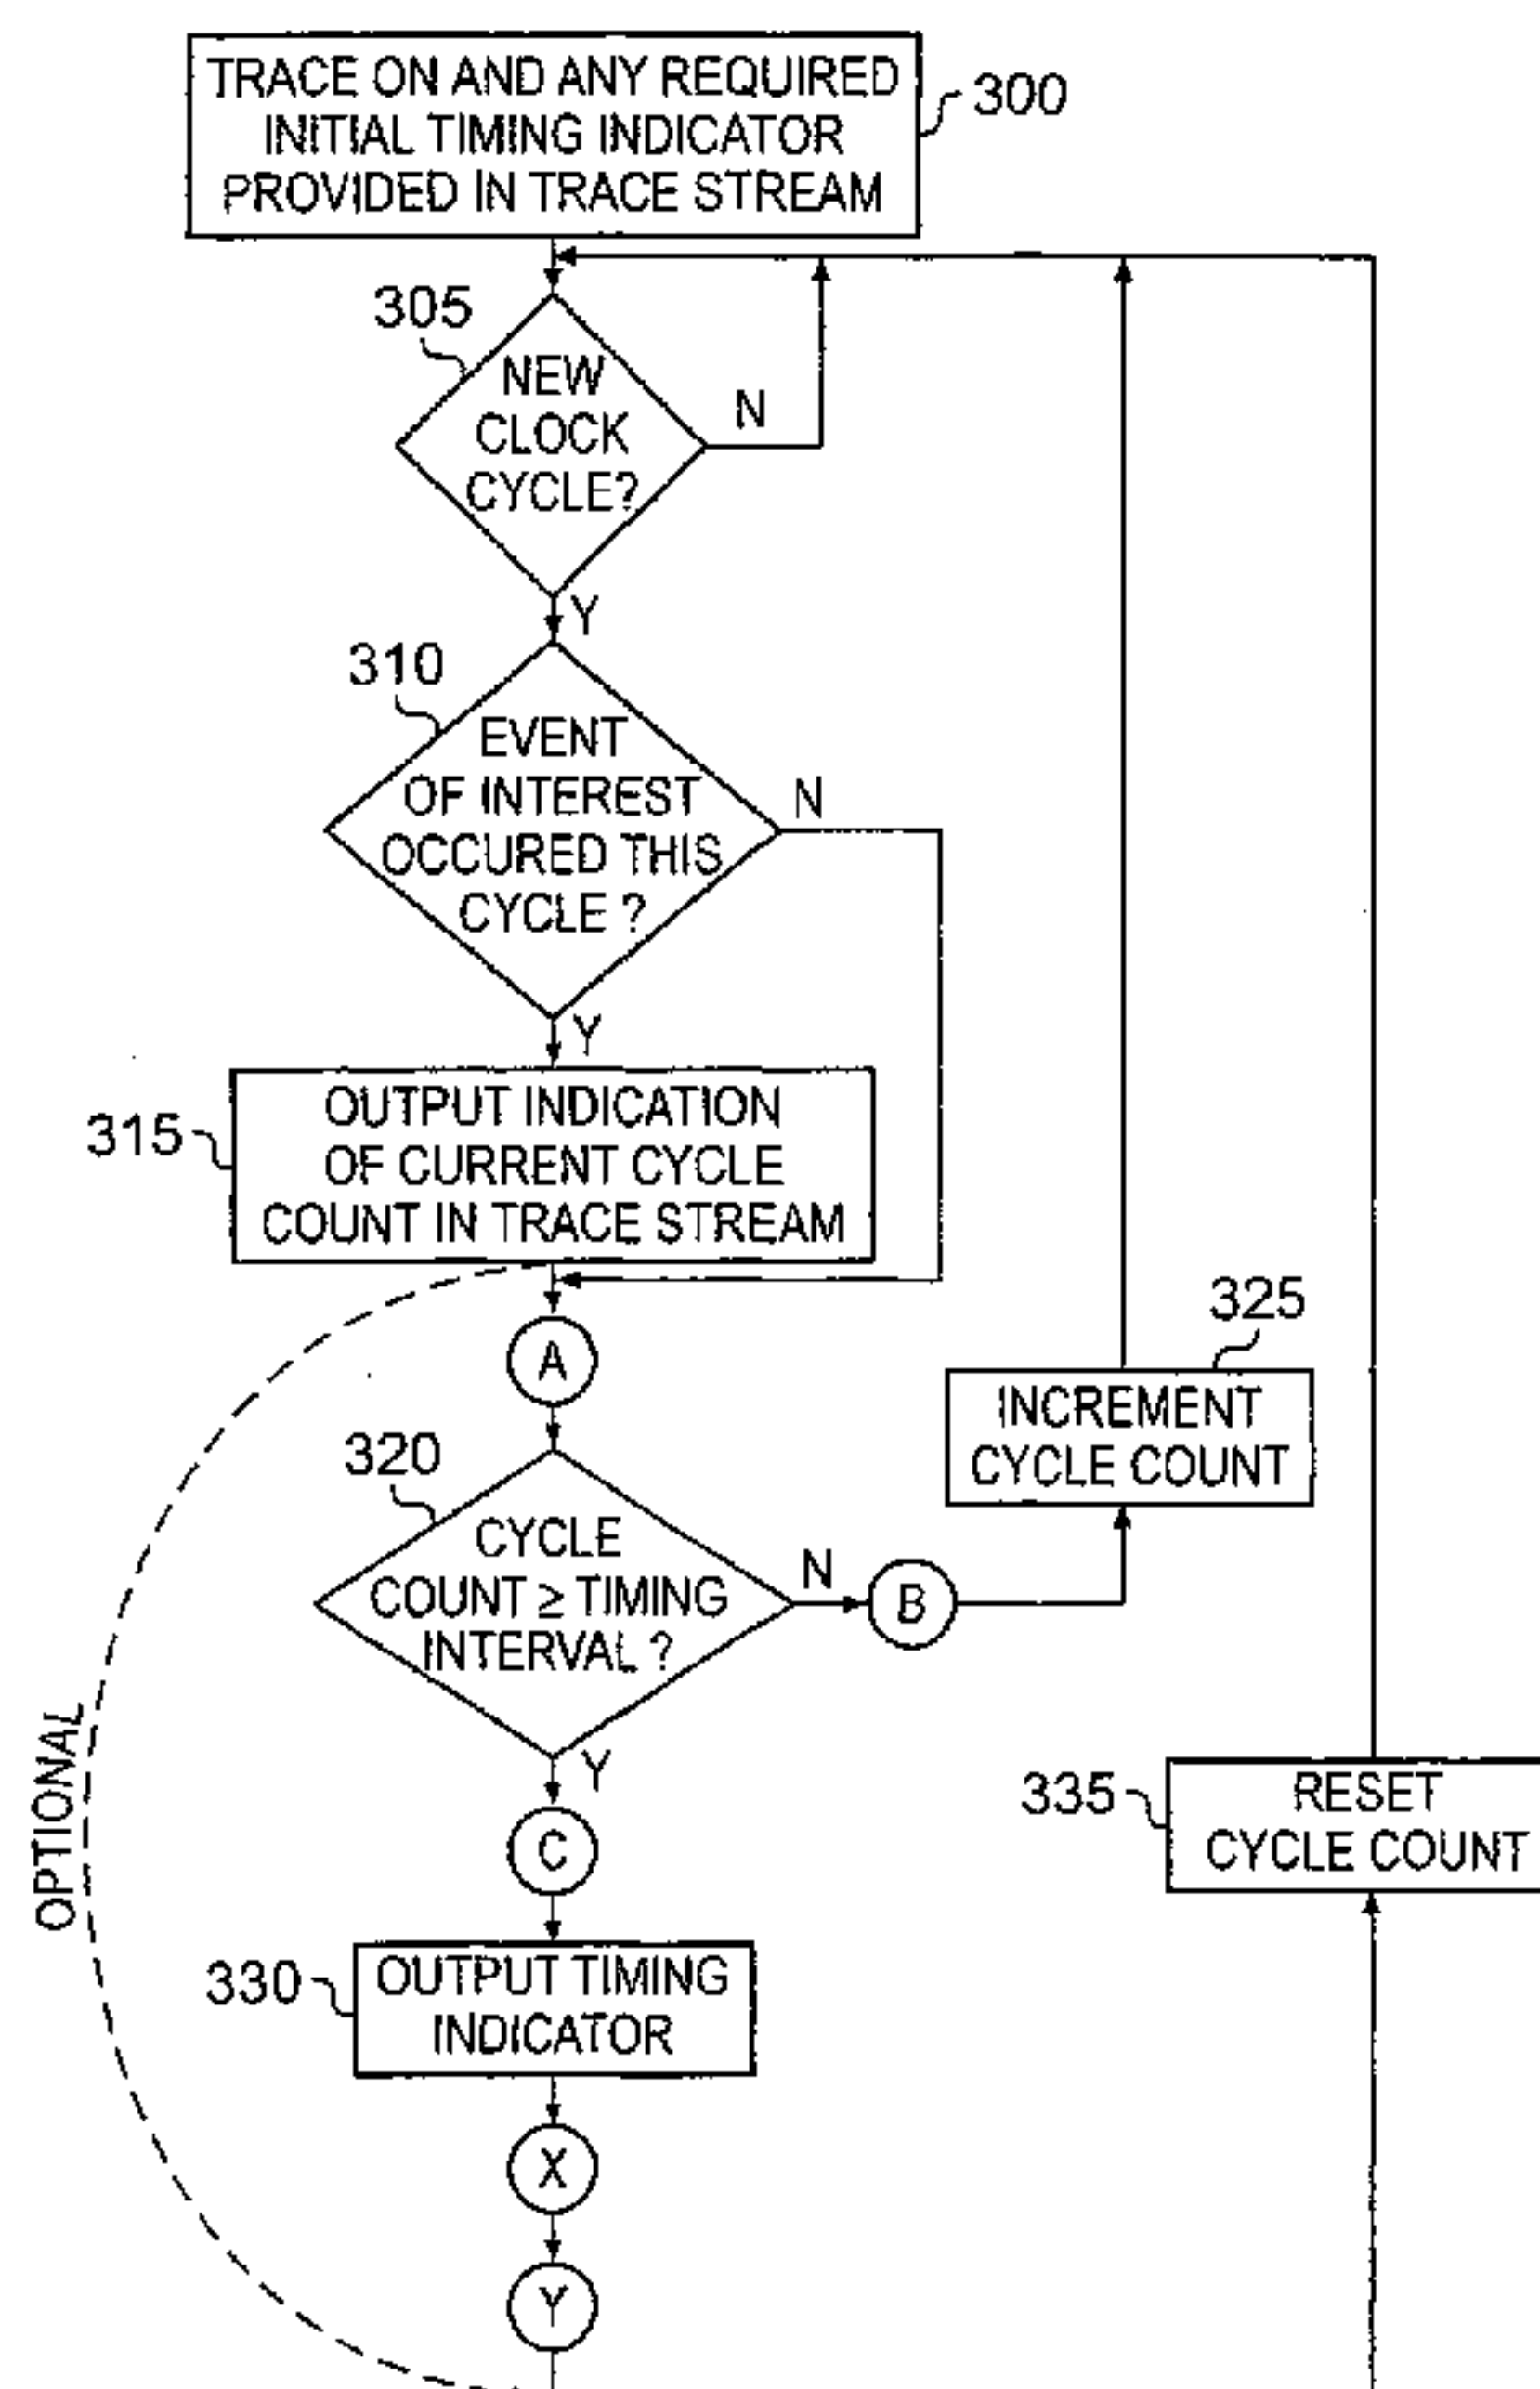 TRACE ON AND ANY REQUIRED
INITIAL TIMING INDICATOR
PROVIDED IN TRACE STREAM
300
305
NEW
CLOCK
CYCLE?
N
Y
310
EVENT
OF INTEREST
OCCURED THIS
CYCLE ?
N
Y
315
OUTPUT INDICATION
OF CURRENT CYCLE
COUNT IN TRACE STREAM
A
325
INCREMENT
CYCLE COUNT
320
CYCLE
COUNT ≥ TIMING
INTERVAL ?
N
B
Y
C
OPTIONAL
335
RESET
CYCLE COUNT
330
OUTPUT TIMING
INDICATOR
X
Y